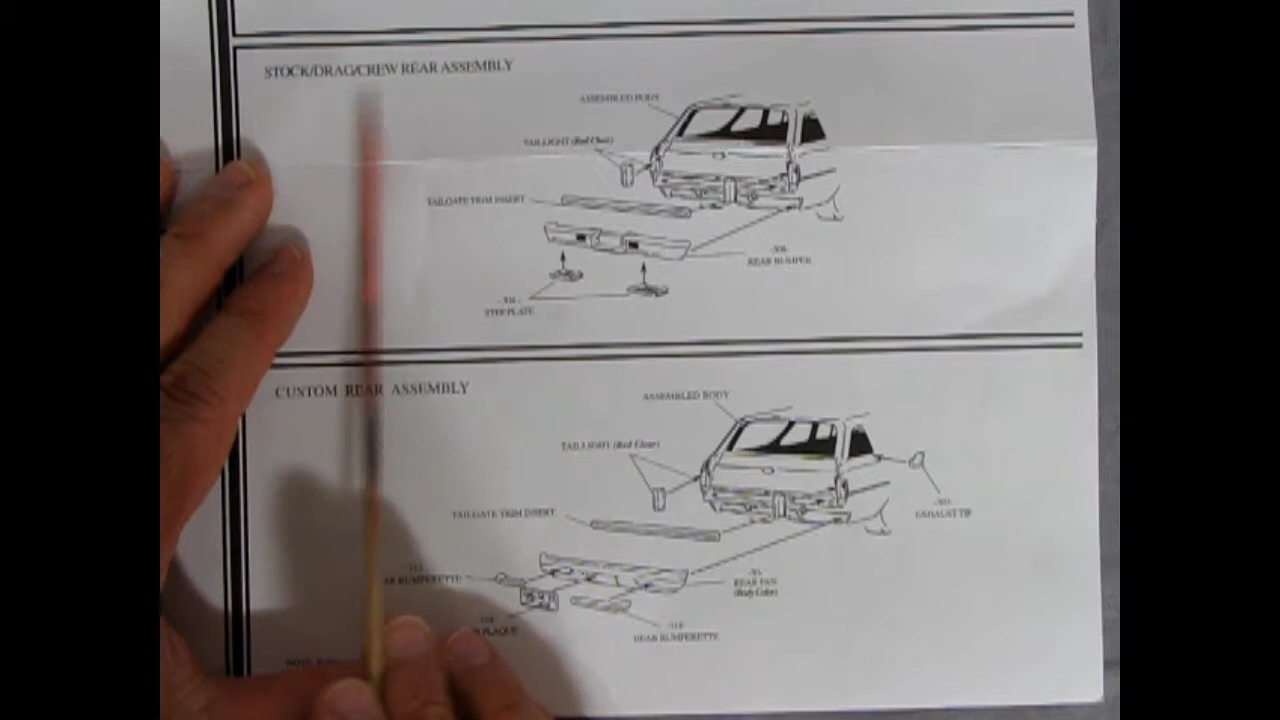 STOCK/DRAG/CREW REAR ASSEMBLY
ASSEMBLED BODY
TAILLIGHT (Red Clear)
TAILGATE TRIM INSERT
REAR BUMPER
STEP PLATE
CUSTOM REAR ASSEMBLY
ASSEMBLED BODY
TAILLIGHT (Red Clear)
EXHAUST TIP
TAILGATE TRIM INSERT
BUMPERETTE
REAR PAN
(Body Color)
PLAQUE
REAR BUMPERETTE